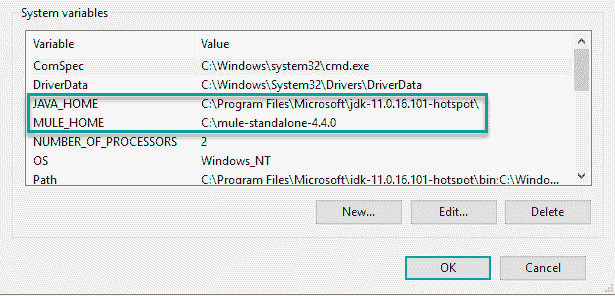 System variables
Variable Value
ComSpec C:\Windows\system32\cmd.exe
DriverData C:\Windows\System32\Drivers\DriverData
JAVA_HOME C:\Program Files\Microsoft\jdk-11.0.16.101-hotspot\
MULE_HOME C:\mule-standalone-4.4.0
NUMBER_OF_PROCESSORS 2
OS Windows_NT
Path C:\Program Files\Microsoft\jdk-11.0.16.101-hotspot\bin;C:\Windo...
New... Edit... Delete
OK Cancel